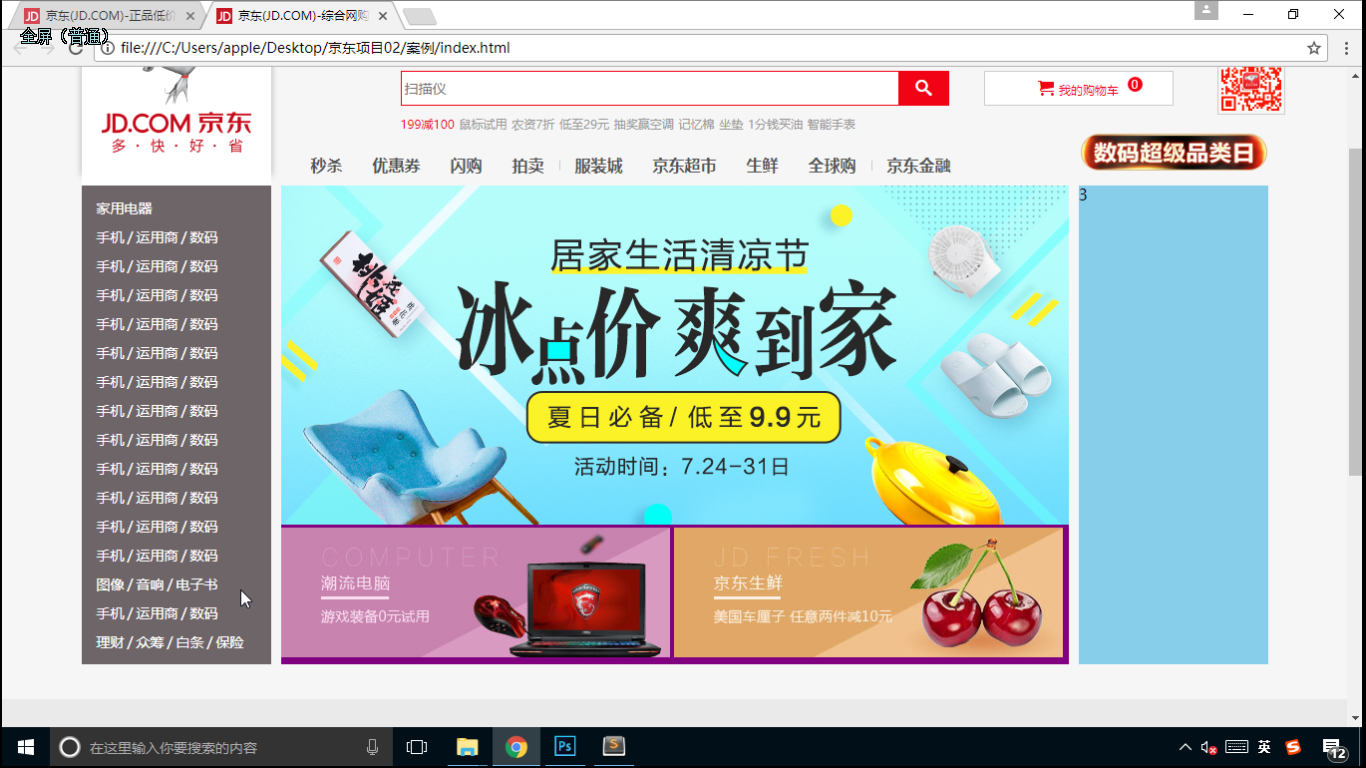 京东(JD.COM)-正品低价
京东(JD.COM)-综合网购
全屏（普通）
file:///C:/Users/apple/Desktop/京东项目02/案例/index.html
扫描仪
我的购物车 0
JD.COM 京东
多·快·好·省
199减100 鼠标试用 农资7折 低至29元 抽奖赢空调 记忆棉 坐垫 1分钱买油 智能手表
数码超级品类日
秒杀 优惠券 闪购 拍卖 服装城 京东超市 生鲜 全球购 京东金融
家用电器
手机 / 运用商 / 数码
手机 / 运用商 / 数码
手机 / 运用商 / 数码
手机 / 运用商 / 数码
手机 / 运用商 / 数码
手机 / 运用商 / 数码
手机 / 运用商 / 数码
手机 / 运用商 / 数码
手机 / 运用商 / 数码
手机 / 运用商 / 数码
手机 / 运用商 / 数码
手机 / 运用商 / 数码
图像 / 音响 / 电子书
手机 / 运用商 / 数码
理财 / 众筹 / 白条 / 保险
居家生活清凉节
冰点价 爽到家
夏日必备/ 低至9.9元
活动时间：7.24-31日
3
COMPUTER
潮流电脑
游戏装备0元试用
JD FRESH
京东生鲜
美国车厘子 任意两件减10元
在这里输入你要搜索的内容
Ps
S
英
12